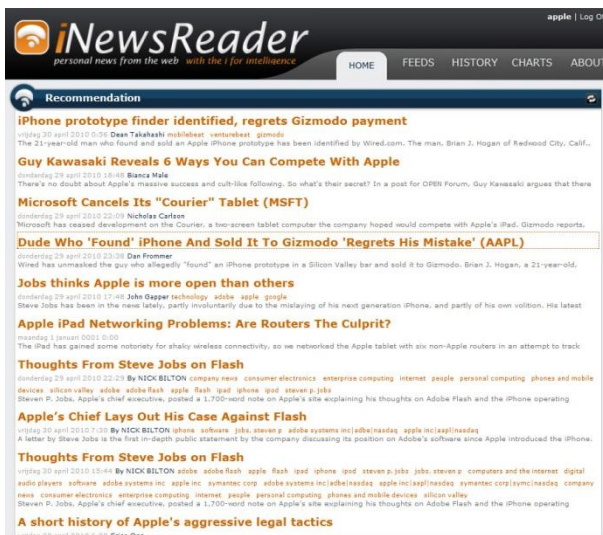 iNewsReader
personal news from the web with the i for intelligence
apple | Log O
HOME FEEDS HISTORY CHARTS ABOUT
Recommendation
iPhone prototype finder identified, regrets Gizmodo payment
vrijdag 30 april 2010 0:56 Dean Takahashi mobilebeat venturebeat gizmodo
The 21-year-old man who found and sold an Apple iPhone prototype has been identified by Wired.com. The man, Brian J. Hogan of Redwood City, Calif..
Guy Kawasaki Reveals 6 Ways You Can Compete With Apple
donderdag 29 april 2010 18:48 Bianca Male
There's no doubt about Apple's massive success and cult-like following. So what's their secret? In a post for OPEN Forum, Guy Kawasaki argues that there
Microsoft Cancels Its "Courier" Tablet (MSFT)
donderdag 29 april 2010 22:09 Nicholas Carlson
Microsoft has ceased development on the Courier, a two-screen tablet computer the company hoped would compete with Apple's iPad, Gizmodo reports.
Dude Who 'Found' iPhone And Sold It To Gizmodo 'Regrets His Mistake' (AAPL)
donderdag 29 april 2010 23:38 Dan Frommer
Wired has unmasked the guy who allegedly "found" an iPhone prototype in a Silicon Valley bar and sold it to Gizmodo. Brian J. Hogan, a 21-year-old,
Jobs thinks Apple is more open than others
donderdag 29 april 2010 17:48 John Gapper technology adobe apple google
Steve Jobs has been in the news lately, partly involuntarily due to the mislaying of his next generation iPhone, and partly of his own volition. His latest
Apple iPad Networking Problems: Are Routers The Culprit?
maandag 1 januari 0001 0:00
The iPad has gained some notoriety for shaky wireless connectivity, so we networked the Apple tablet with six non-Apple routers in an attempt to track
Thoughts From Steve Jobs on Flash
donderdag 29 april 2010 22:29 By NICK BILTON company news consumer electronics enterprise computing internet people personal computing phones and mobile
devices silicon valley adobe adobe flash apple flash ipad iphone ipod steven p. jobs
Steven P. Jobs, Apple's chief executive, posted a 1,700-word note on his company's site explaining his thoughts on Adobe Flash and the iPhone operating
Apple's Chief Lays Out His Case Against Flash
vrijdag 30 april 2010 7:30 By NICK BILTON iphone software jobs, steven p adobe systems inc|adbe|nasdaq apple inc|aapl|nasdaq
A letter by Steve Jobs is the first in-depth public statement by the company discussing its position on Adobe's software since Apple introduced the iPhone.
Thoughts From Steve Jobs on Flash
vrijdag 30 april 2010 15:44 By NICK BILTON adobe adobe flash apple flash ipad iphone ipod steven p. jobs jobs, steven p computers and the internet digital
audio players software adobe systems inc apple inc symantec corp adobe systems inc|adbe|nasdaq apple inc|aapl|nasdaq symantec corp|symc|nasdaq company
news consumer electronics enterprise computing internet people personal computing phones and mobile devices silicon valley
Steven P. Jobs, Apple's chief executive, posted a 1,700-word note on his company's site explaining his thoughts on Adobe Flash and the iPhone operating
A short history of Apple's aggressive legal tactics